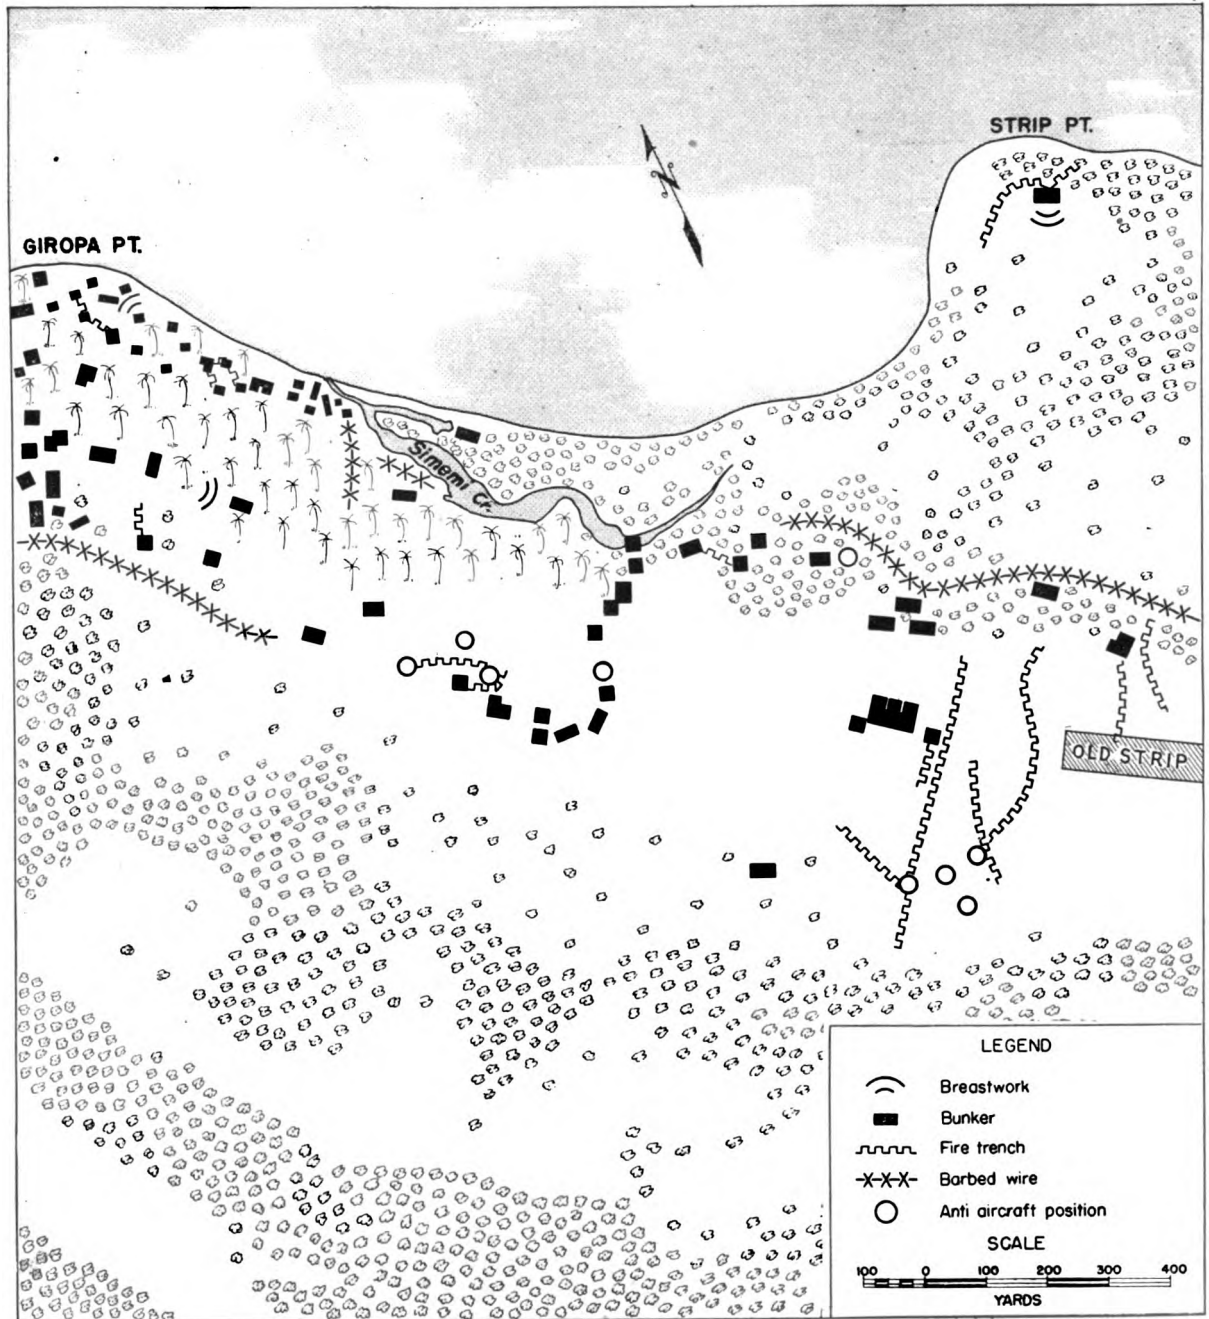 STRIP PT.
N
GIROPA PT.
Simemi Cr.
OLD STRIP
LEGEND
Breastwork
Bunker
Fire trench
Barbed wire
Anti aircraft position
SCALE
100 0 100 200 300 400
YARDS